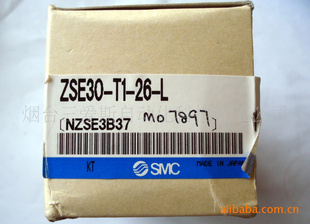 ZSE30-T1-26-L
[NZSE3B37
mo.7897]
KT
SMC
MADE IN JAPAN
alibaba.com.cn